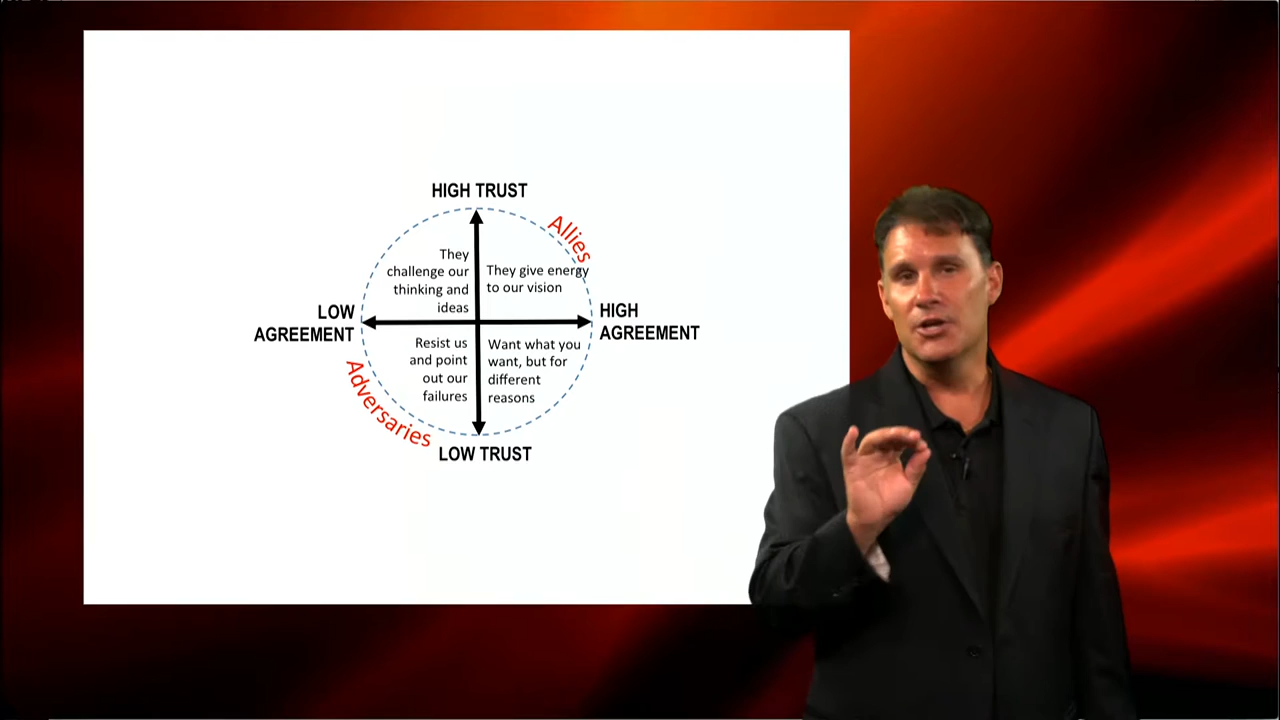 HIGH TRUST
Allies
They
challenge our
thinking and
ideas
They give energy
to our vision
LOW
AGREEMENT
HIGH
AGREEMENT
Resist us
and point
out our
failures
Want what you
want, but for
different
reasons
Adversaries
LOW TRUST